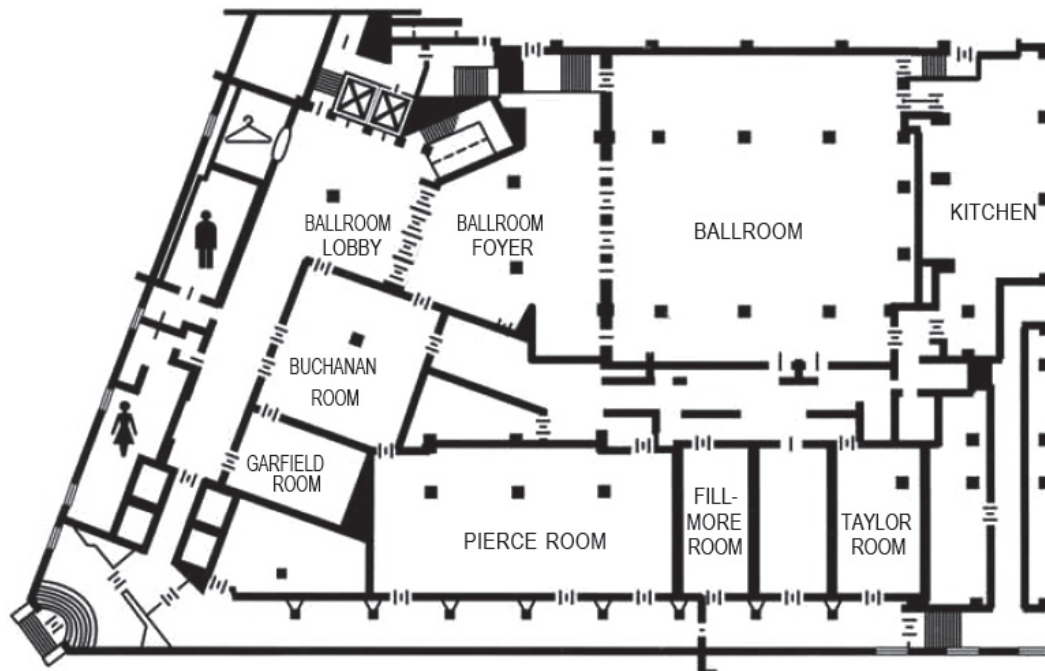 BALLROOM
LOBBY
BALLROOM
FOYER
BALLROOM
KITCHEN
BUCHANAN
ROOM
GARFIELD
ROOM
PIERCE ROOM
FILL-
MORE
ROOM
TAYLOR
ROOM